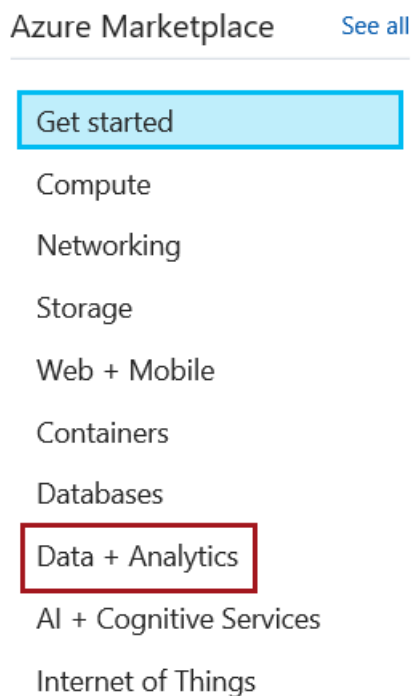 Azure Marketplace See all
Get started
Compute
Networking
Storage
Web + Mobile
Containers
Databases
Data + Analytics
AI + Cognitive Services
Internet of Things